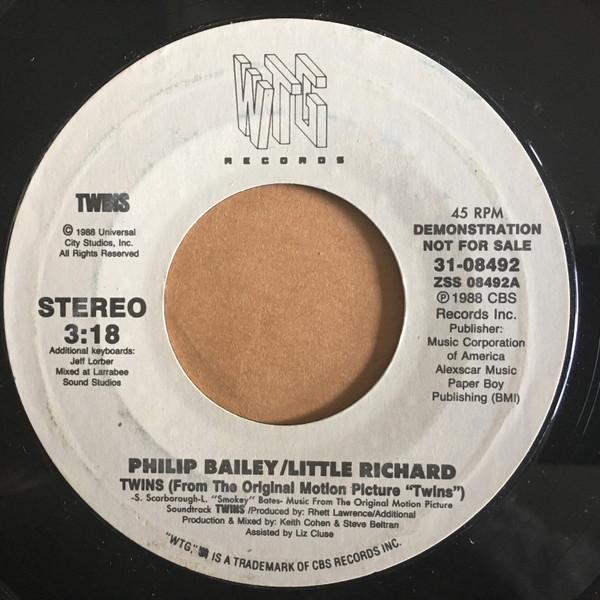 WTG
RECORDS
TWINS
© 1988 Universal
City Studios, Inc.
All Rights Reserved
STEREO
3:18
Additional keyboards:
Jeff Lorber
Mixed at Larrabee
Sound Studios
45 RPM
DEMONSTRATION
NOT FOR SALE
31-08492
ZSS 08492A
℗ 1988 CBS
Records Inc.
Publisher:
Music Corporation
of America
Alexscar Music
Paper Boy
Publishing (BMI)
PHILIP BAILEY/LITTLE RICHARD
TWINS (From The Original Motion Picture "Twins")
-S. Scarborough-L. "Smokey" Bates- Music From The Original Motion Picture
Soundtrack TWINS/Produced by: Rhett Lawrence/Additional
Production & Mixed by: Keith Cohen & Steve Beltran
Assisted by Liz Cluse
"WTG," IS A TRADEMARK OF CBS RECORDS INC.